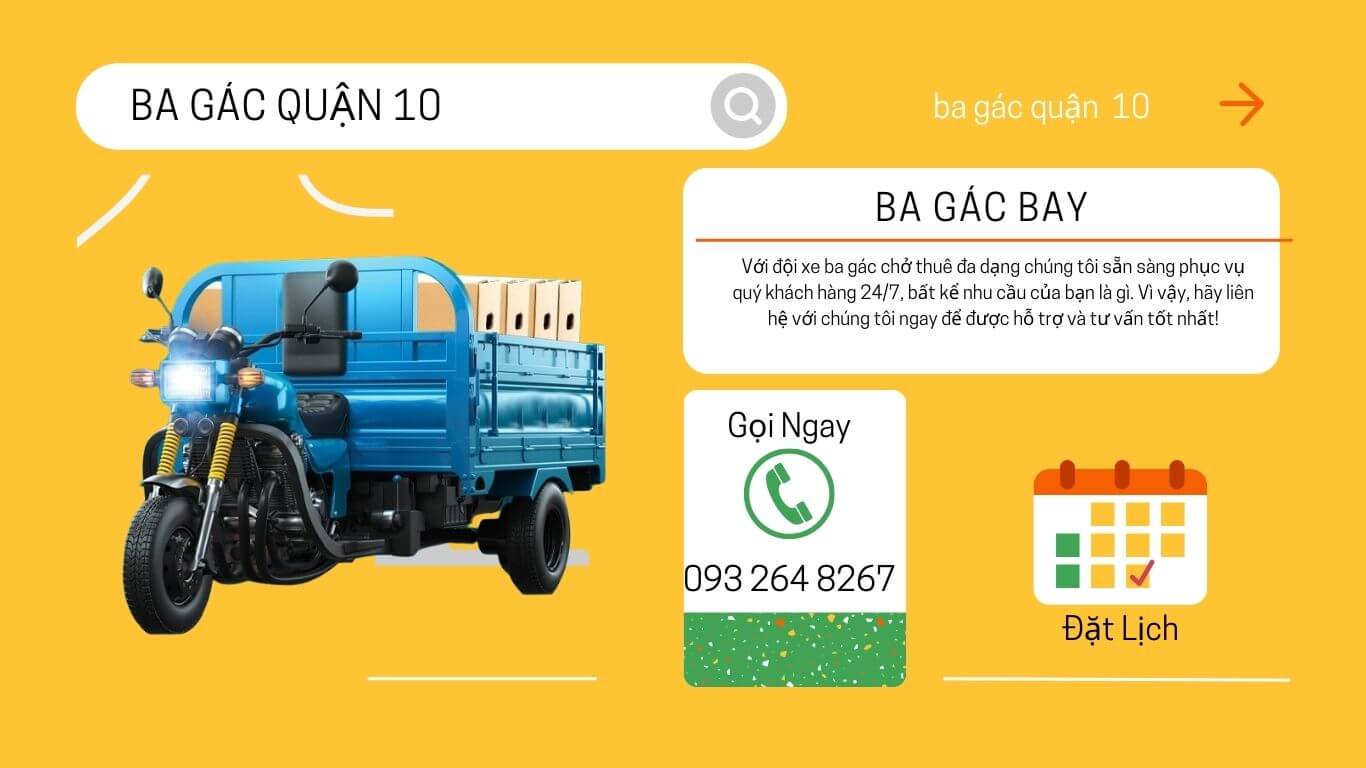 BA GÁC QUẬN 10
ba gác quận 10
BA GÁC BAY
Với đội xe ba gác chở thuê đa dạng chúng tôi sẵn sàng phục vụ
quý khách hàng 24/7, bất kể nhu cầu của bạn là gì. Vì vậy, hãy liên
hệ với chúng tôi ngay để được hỗ trợ và tư vấn tốt nhất!
Gọi Ngay
093 264 8267
Đặt Lịch